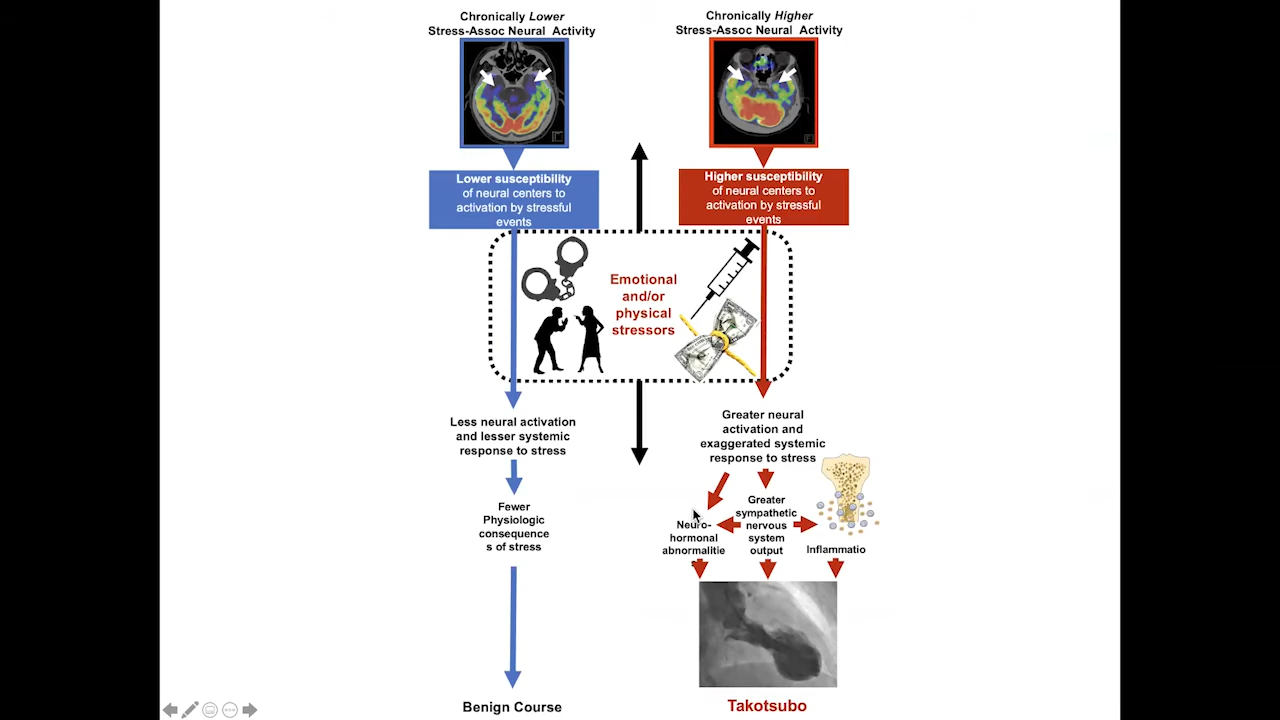 Chronically Lower
Stress-Assoc Neural Activity
Chronically Higher
Stress-Assoc Neural Activity
Lower susceptibility
of neural centers to
activation by stressful
events
Higher susceptibility
of neural centers to
activation by stressful
events
Emotional
and/or
physical
stressors
Less neural activation
and lesser systemic
response to stress
Greater neural
activation and
exaggerated systemic
response to stress
Fewer
Physiologic
consequence
s of stress
Neuro-
hormonal
abnormalitie
s
Greater
sympathetic
nervous
system
output
Inflammatio
Benign Course
Takotsubo